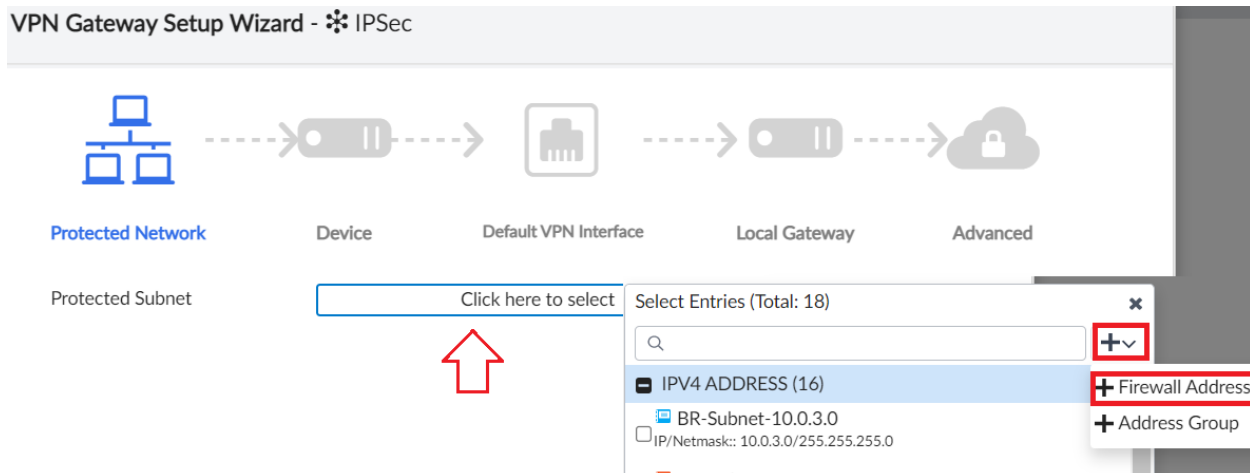 VPN Gateway Setup Wizard - IPSec
Protected Network
Device
Default VPN Interface
Local Gateway
Advanced
Protected Subnet
Click here to select
Select Entries (Total: 18)
IPV4 ADDRESS (16)
Firewall Address
BR-Subnet-10.0.3.0
IP/Netmask:: 10.0.3.0/255.255.255.0
Address Group